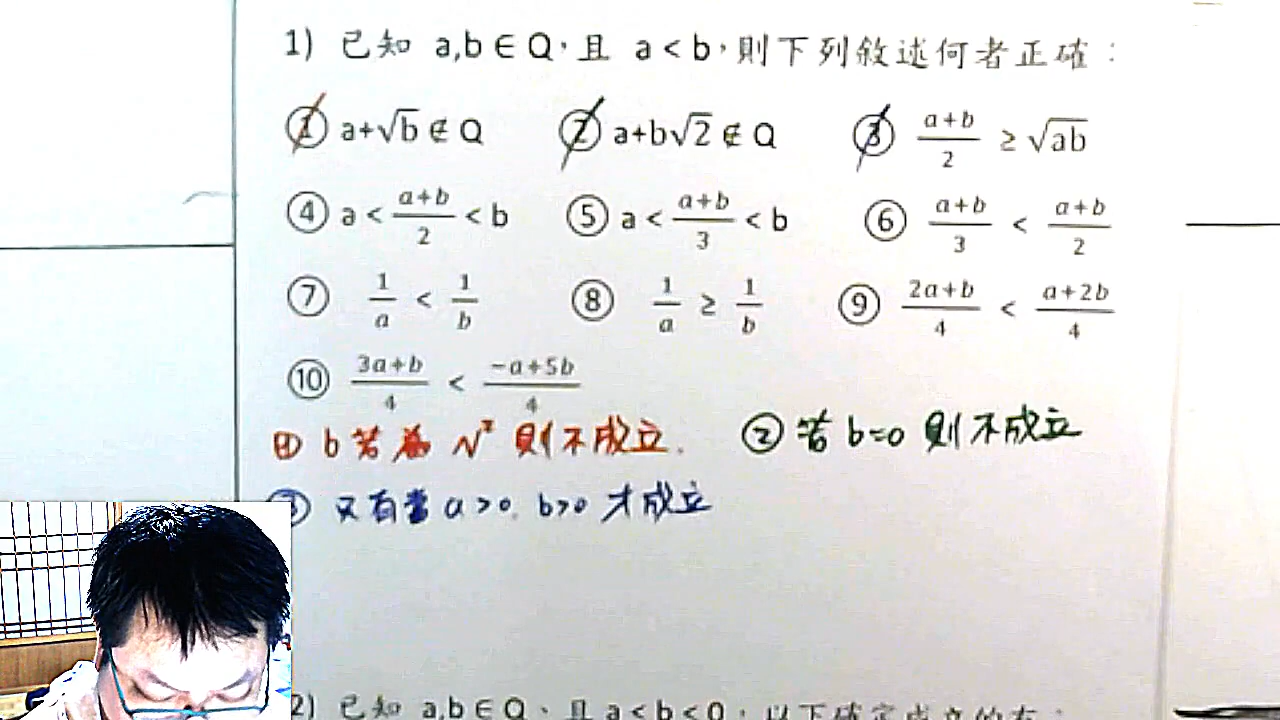 1) 已知 a,b∈Q，且 a<b，則下列敘述何者正確：
① a+√b∉Q ② a+b√2∉Q ③ (a+b)/2 ≥ √ab
④ a < (a+b)/2 < b ⑤ a < (a+b)/3 < b ⑥ (a+b)/3 < (a+b)/2
⑦ 1/a < 1/b ⑧ 1/a ≥ 1/b ⑨ (2a+b)/4 < (a+2b)/4
⑩ (3a+b)/4 < (-a+5b)/4
① b若為 N² 則不成立. ② 若 b=0 則不成立
③ 只有當 a>0. b>0 才成立
2) 已知 a,b∈Q、且 a<b<0，以下確定成立的有：